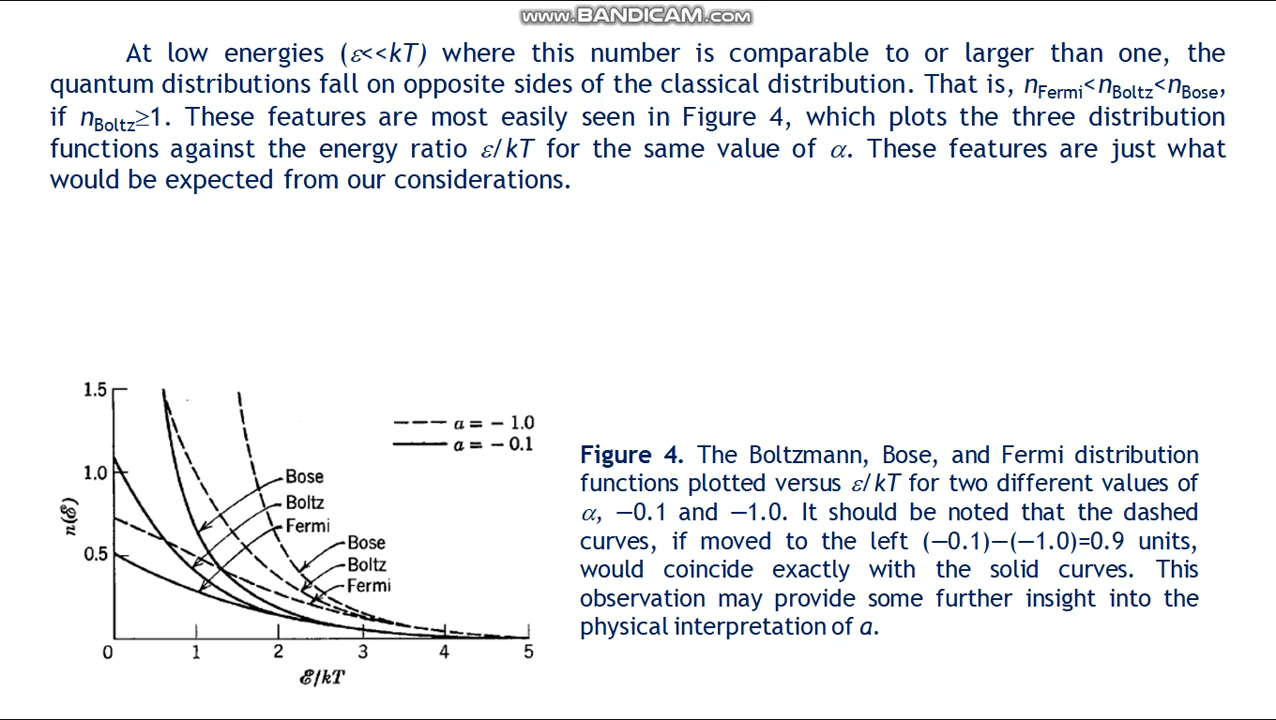 www.BANDICAM.com
At low energies (ε<<kT) where this number is comparable to or larger than one, the
quantum distributions fall on opposite sides of the classical distribution. That is, nFermi<nBoltz<nBose,
if nBoltz≥1. These features are most easily seen in Figure 4, which plots the three distribution
functions against the energy ratio ε/kT for the same value of α. These features are just what
would be expected from our considerations.
1.5
1.0
0.5
n(ℰ)
a = − 1.0
a = − 0.1
Bose
Boltz
Fermi
Bose
Boltz
Fermi
0 1 2 3 4 5
ℰ/kT
Figure 4. The Boltzmann, Bose, and Fermi distribution
functions plotted versus ε/kT for two different values of
α, −0.1 and −1.0. It should be noted that the dashed
curves, if moved to the left (−0.1)−(−1.0)=0.9 units,
would coincide exactly with the solid curves. This
observation may provide some further insight into the
physical interpretation of a.